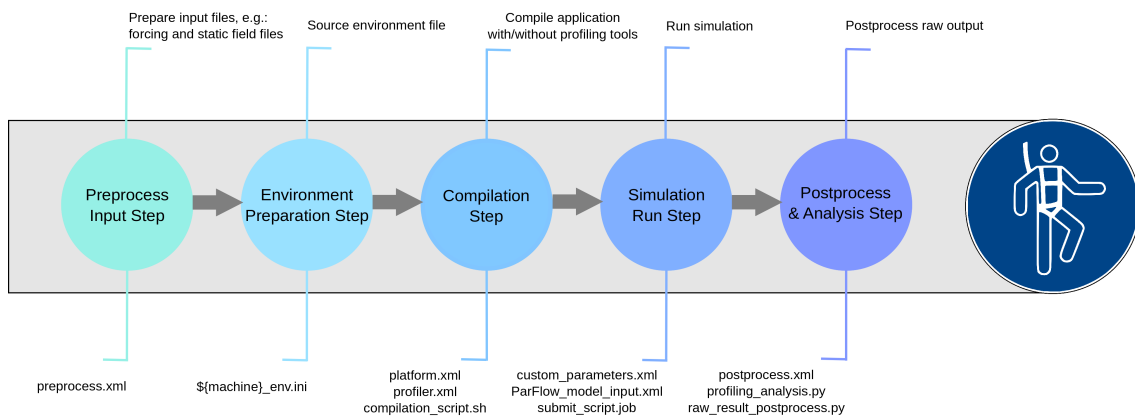 Prepare input files, e.g.:
forcing and static field files
Source environment file
Compile application
with/without profiling tools
Run simulation
Postprocess raw output
Preprocess
Input Step
Environment
Preparation Step
Compilation
Step
Simulation
Run Step
Postprocess
& Analysis Step
preprocess.xml
${machine}_env.ini
platform.xml
profiler.xml
compilation_script.sh
custom_parameters.xml
ParFlow_model_input.xml
submit_script.job
postprocess.xml
profiling_analysis.py
raw_result_postprocess.py